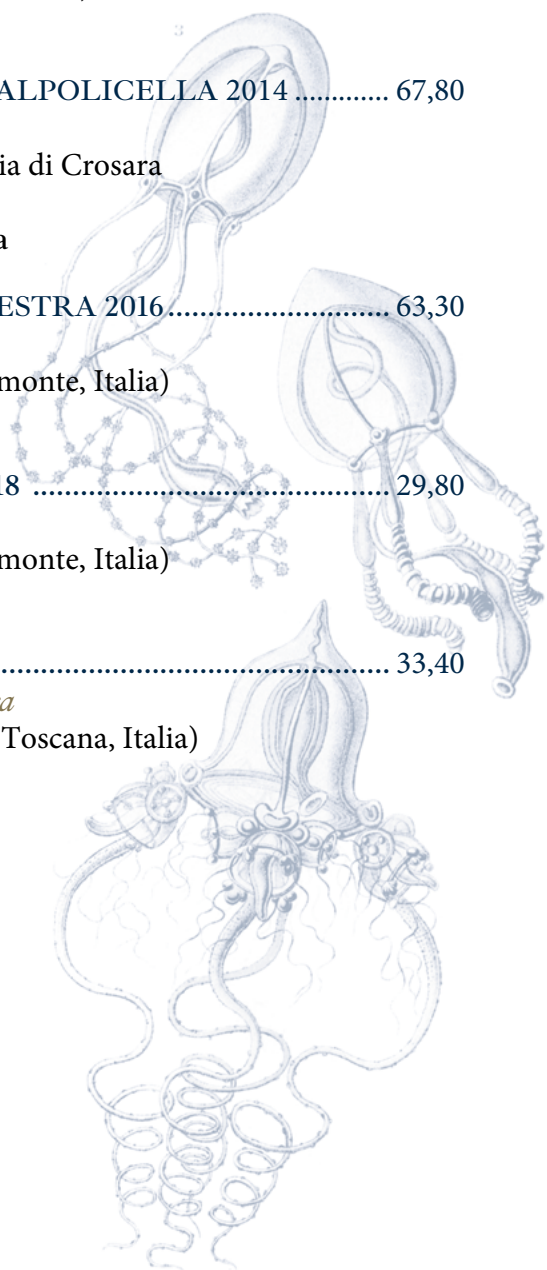 ALPOLICELLA 2014 ............ 67,80
ia di Crosara
a
ESTRA 2016....................................... 63,30
monte, Italia)
18 .............................................................. 29,80
monte, Italia)
.................................................................... 33,40
Toscana, Italia)